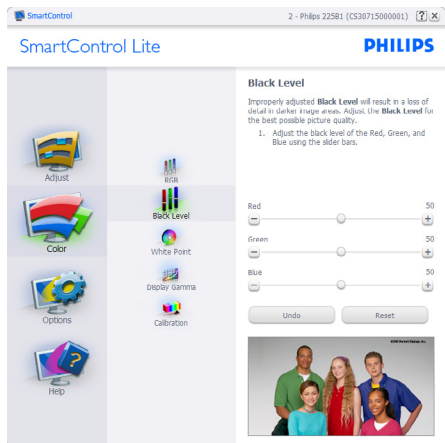 SmartControl
2 - Philips 225B1 (CS30715000001)
SmartControl Lite
PHILIPS
Adjust
Color
Options
Help
RGB
Black Level
White Point
Display Gamma
Calibration
Black Level
Improperly adjusted Black Level will result in a loss of
detail in darker image areas. Adjust the Black Level for
the best possible picture quality.
1. Adjust the black level of the Red, Green, and
Blue using the slider bars.
Red 50
Green 50
Blue 50
Undo Reset